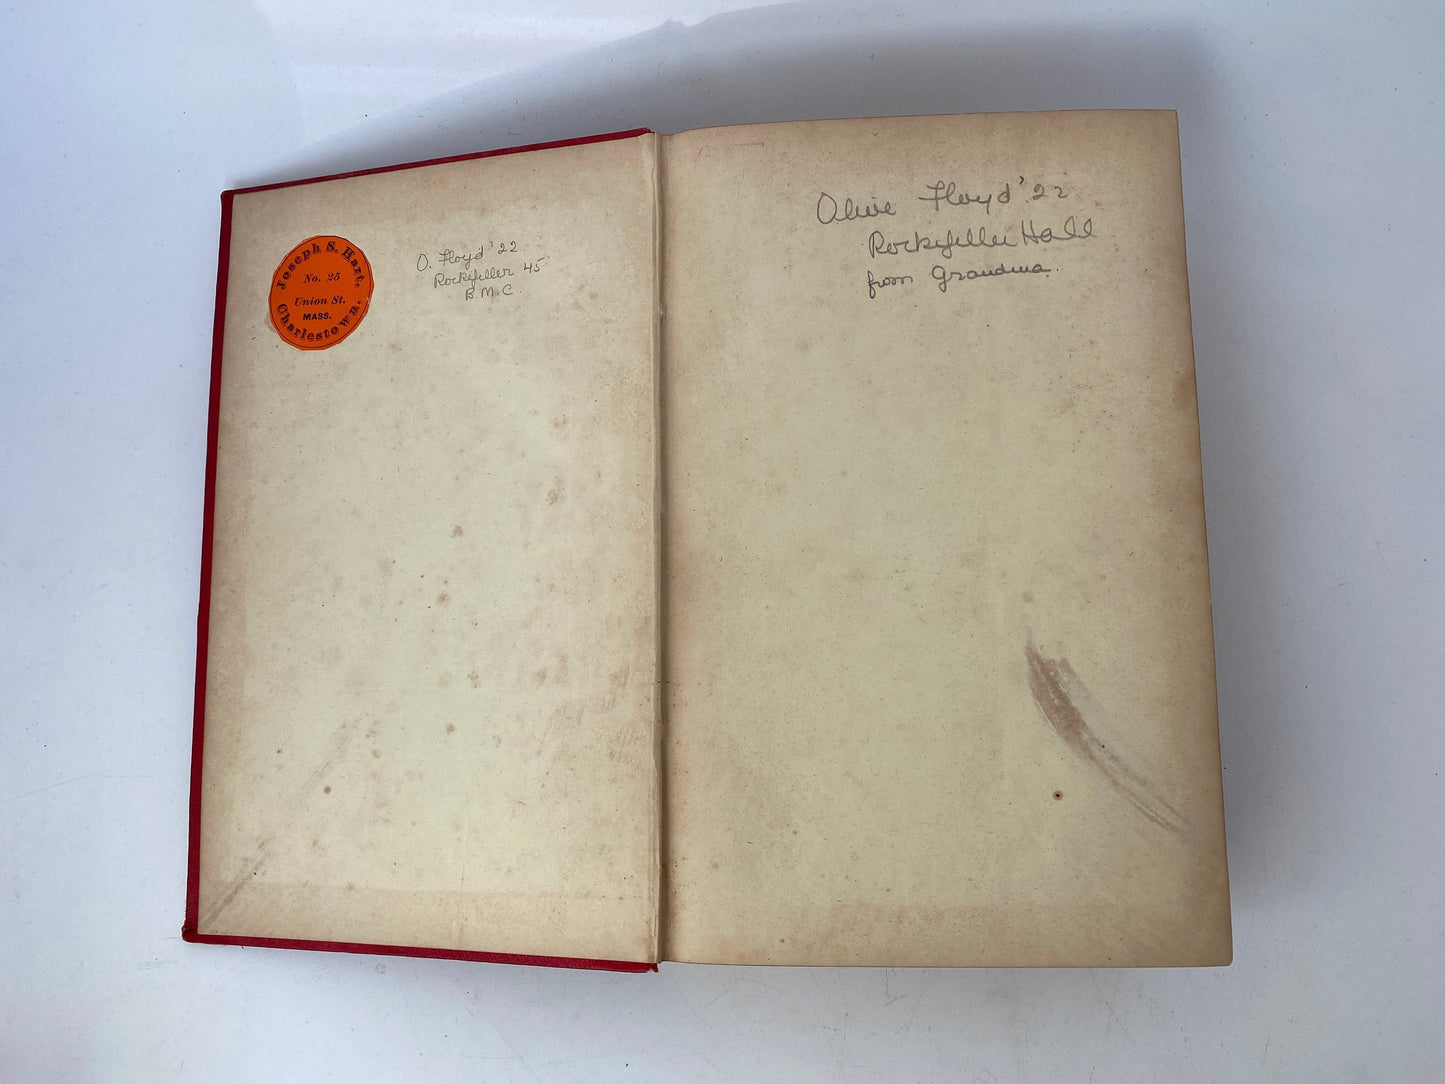 Joseph S. Hart,
No. 25
Union St.
MASS.
Charlestown.
O. Floyd '22
Rockefeller 45
B.M.C.
Olive Floyd '22
Rockefeller Hall
from Grandma.